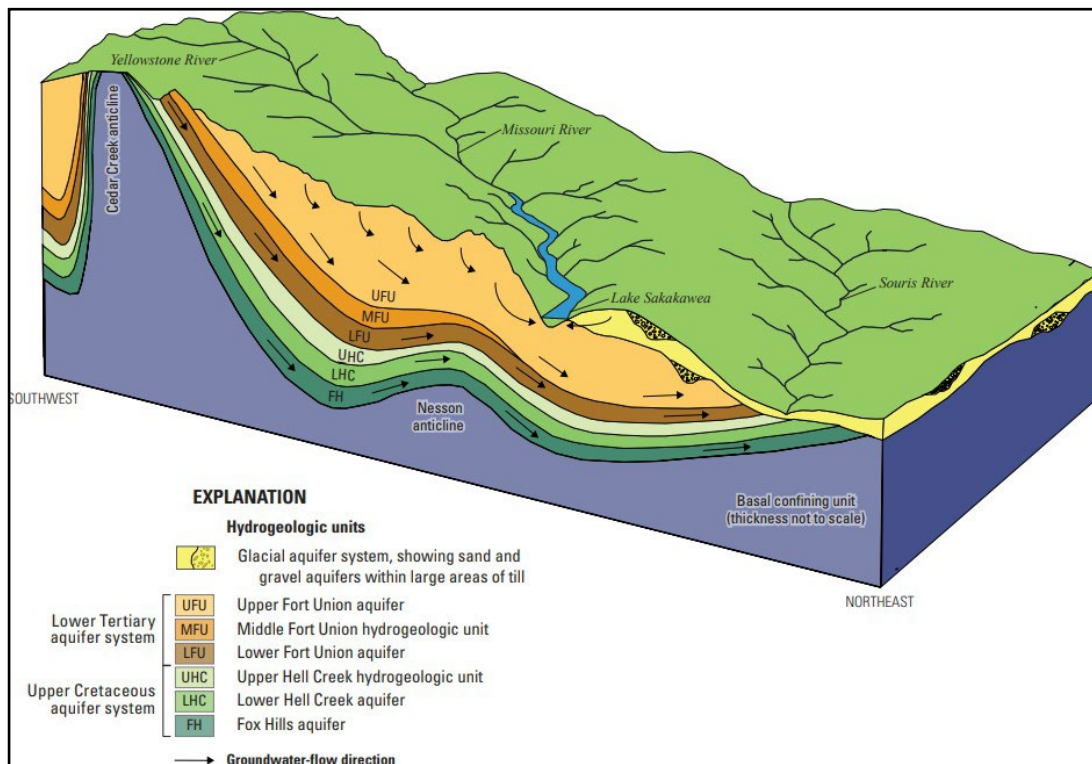 Yellowstone River
Cedar Creek anticline
Missouri River
Souris River
Lake Sakakawea
UFU
MFU
LFU
UHC
LHC
FH
SOUTHWEST
Nesson
anticline
Basal confining unit
(thickness not to scale)
NORTHEAST
EXPLANATION
Hydrogeologic units
Glacial aquifer system, showing sand and
gravel aquifers within large areas of till
Lower Tertiary
aquifer system
UFU Upper Fort Union aquifer
MFU Middle Fort Union hydrogeologic unit
LFU Lower Fort Union aquifer
Upper Cretaceous
aquifer system
UHC Upper Hell Creek hydrogeologic unit
LHC Lower Hell Creek aquifer
FH Fox Hills aquifer
Groundwater-flow direction